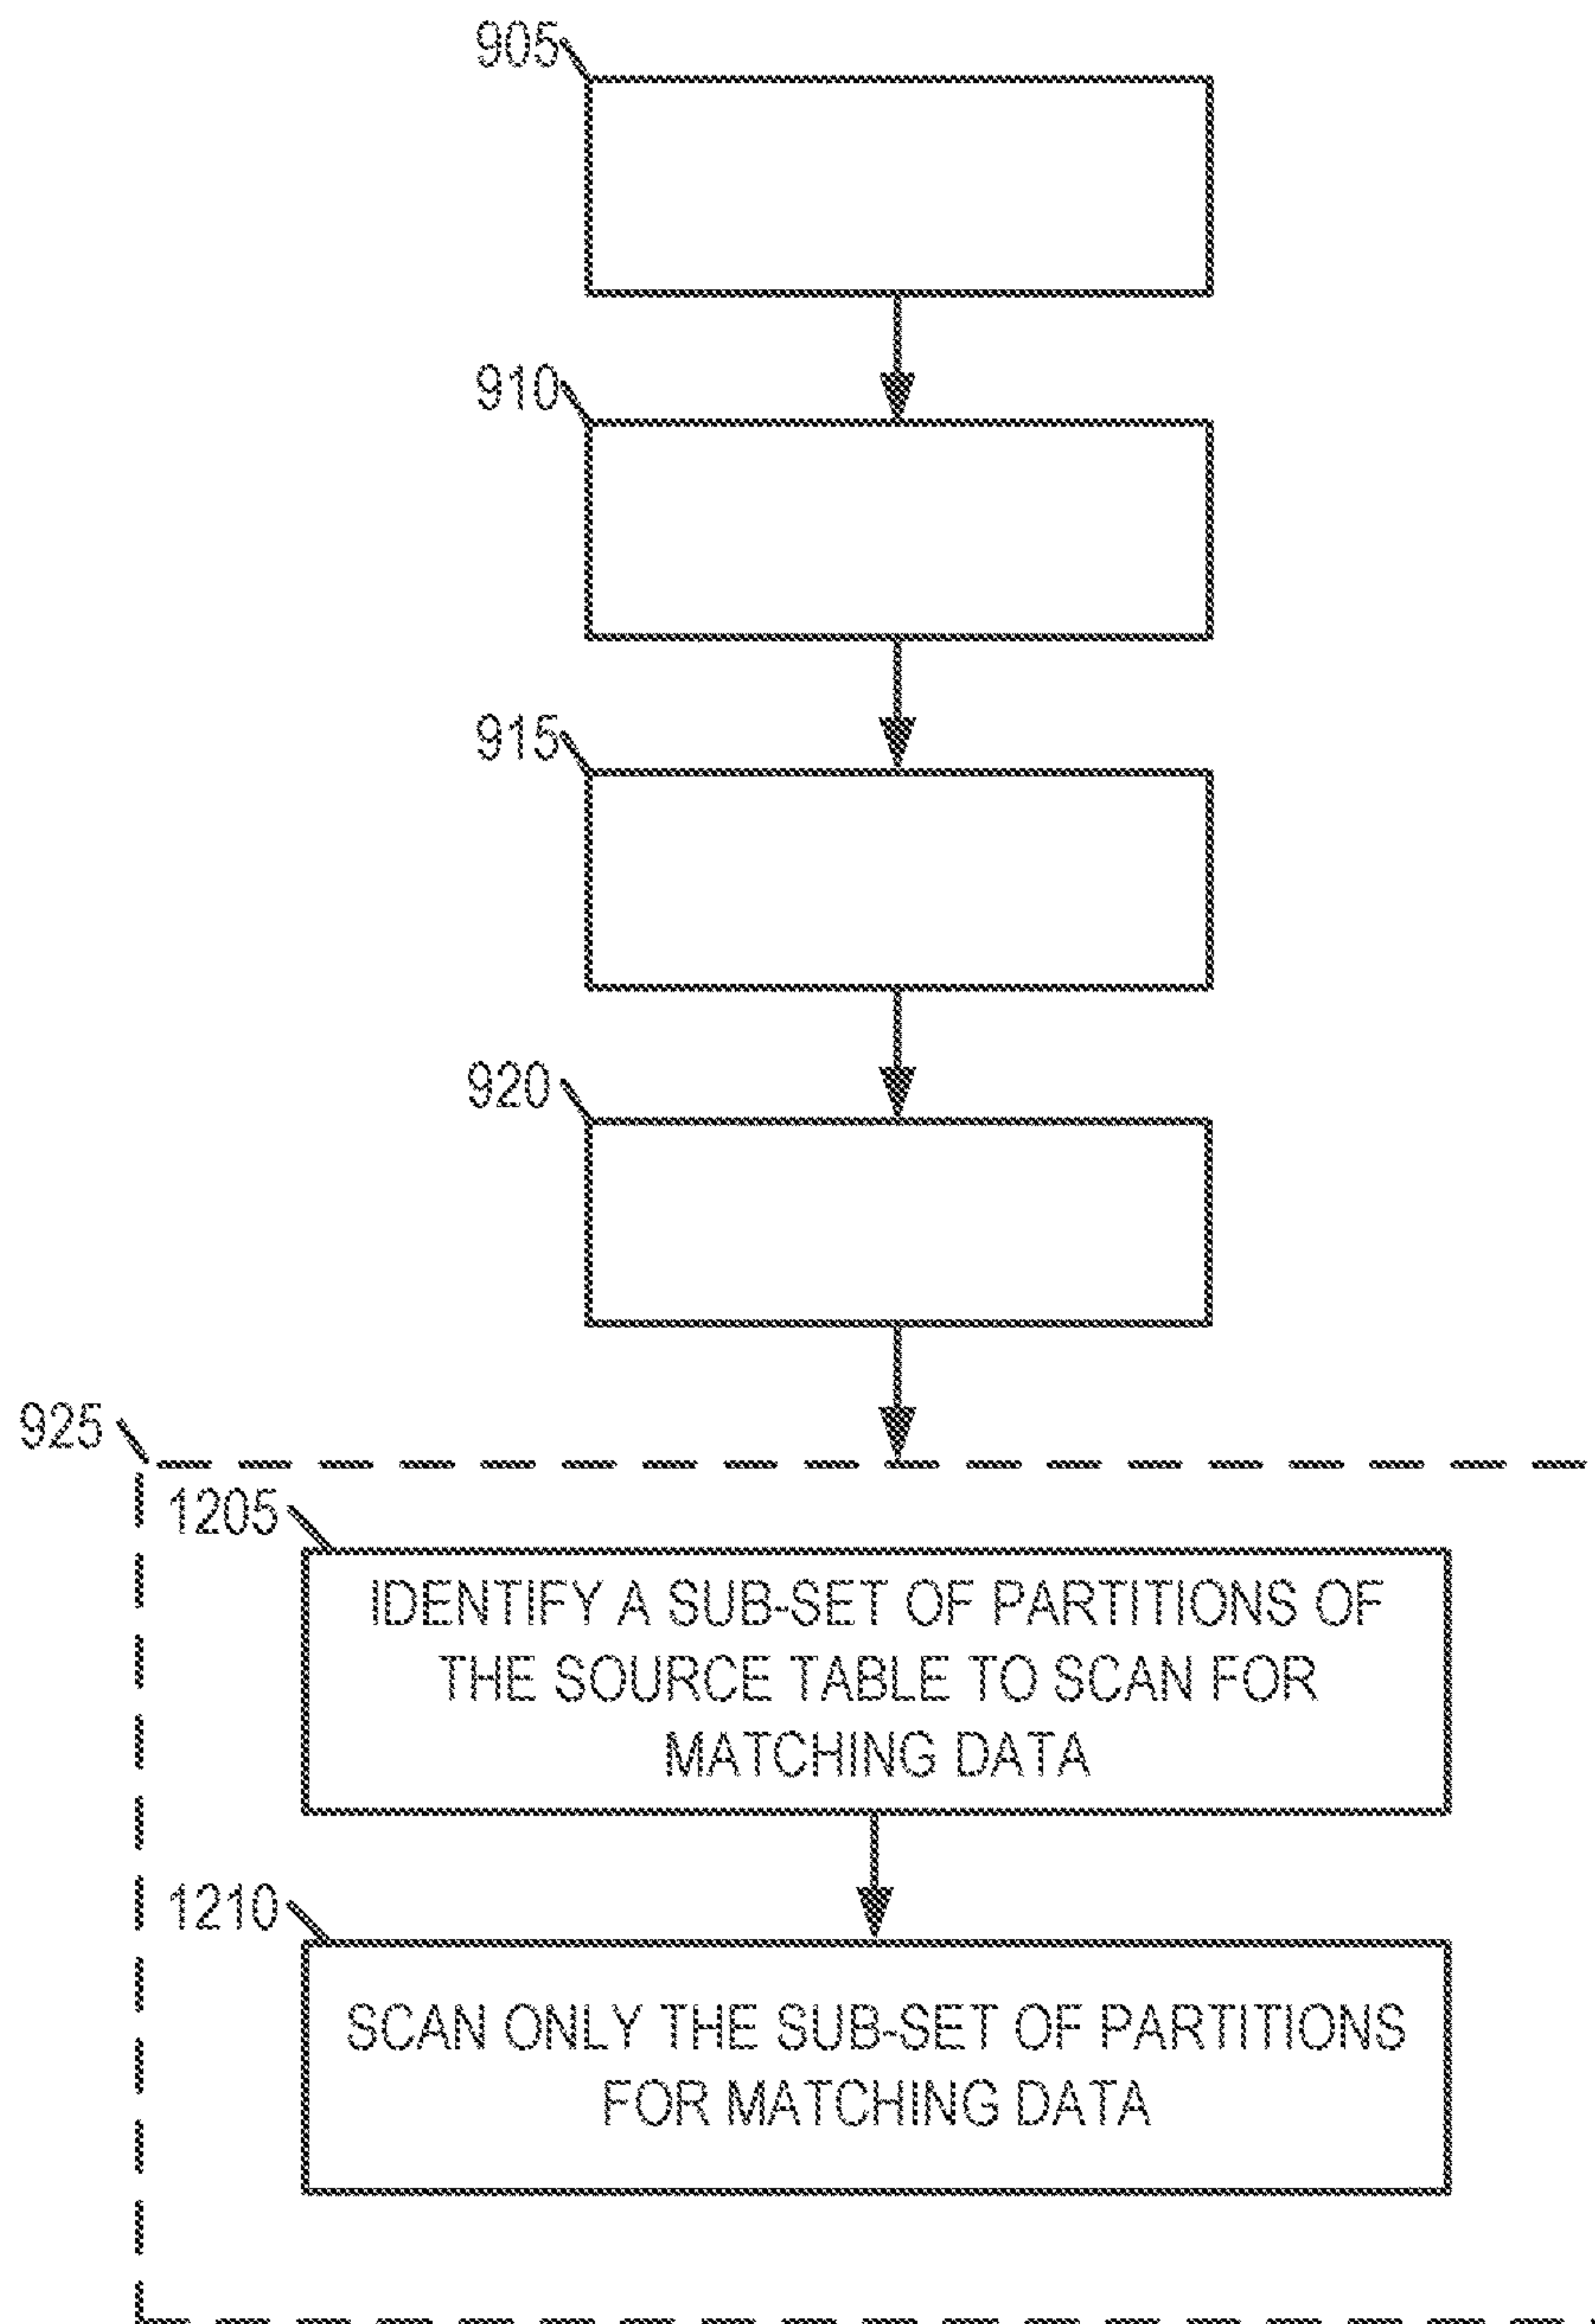 905
910
915
920
925
1205
IDENTIFY A SUB-SET OF PARTITIONS OF
THE SOURCE TABLE TO SCAN FOR
MATCHING DATA
1210
SCAN ONLY THE SUB-SET OF PARTITIONS
FOR MATCHING DATA